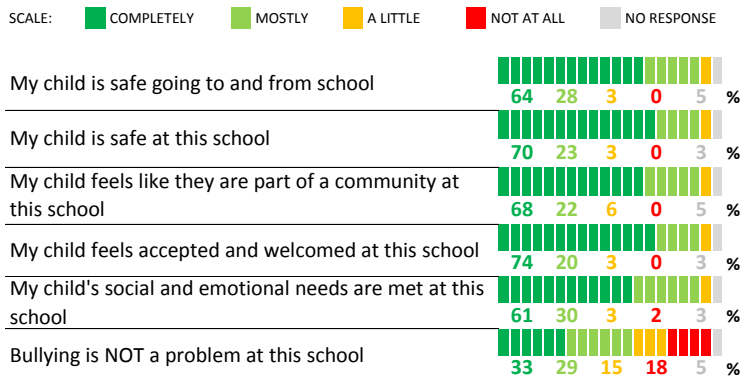 SCALE: COMPLETELY MOSTLY A LITTLE NOT AT ALL NO RESPONSE
My child is safe going to and from school
64 28 3 0 5 %
My child is safe at this school
70 23 3 0 3 %
My child feels like they are part of a community at
this school
68 22 6 0 5 %
My child feels accepted and welcomed at this school
74 20 3 0 3 %
My child's social and emotional needs are met at this
school
61 30 3 2 3 %
Bullying is NOT a problem at this school
33 29 15 18 5 %